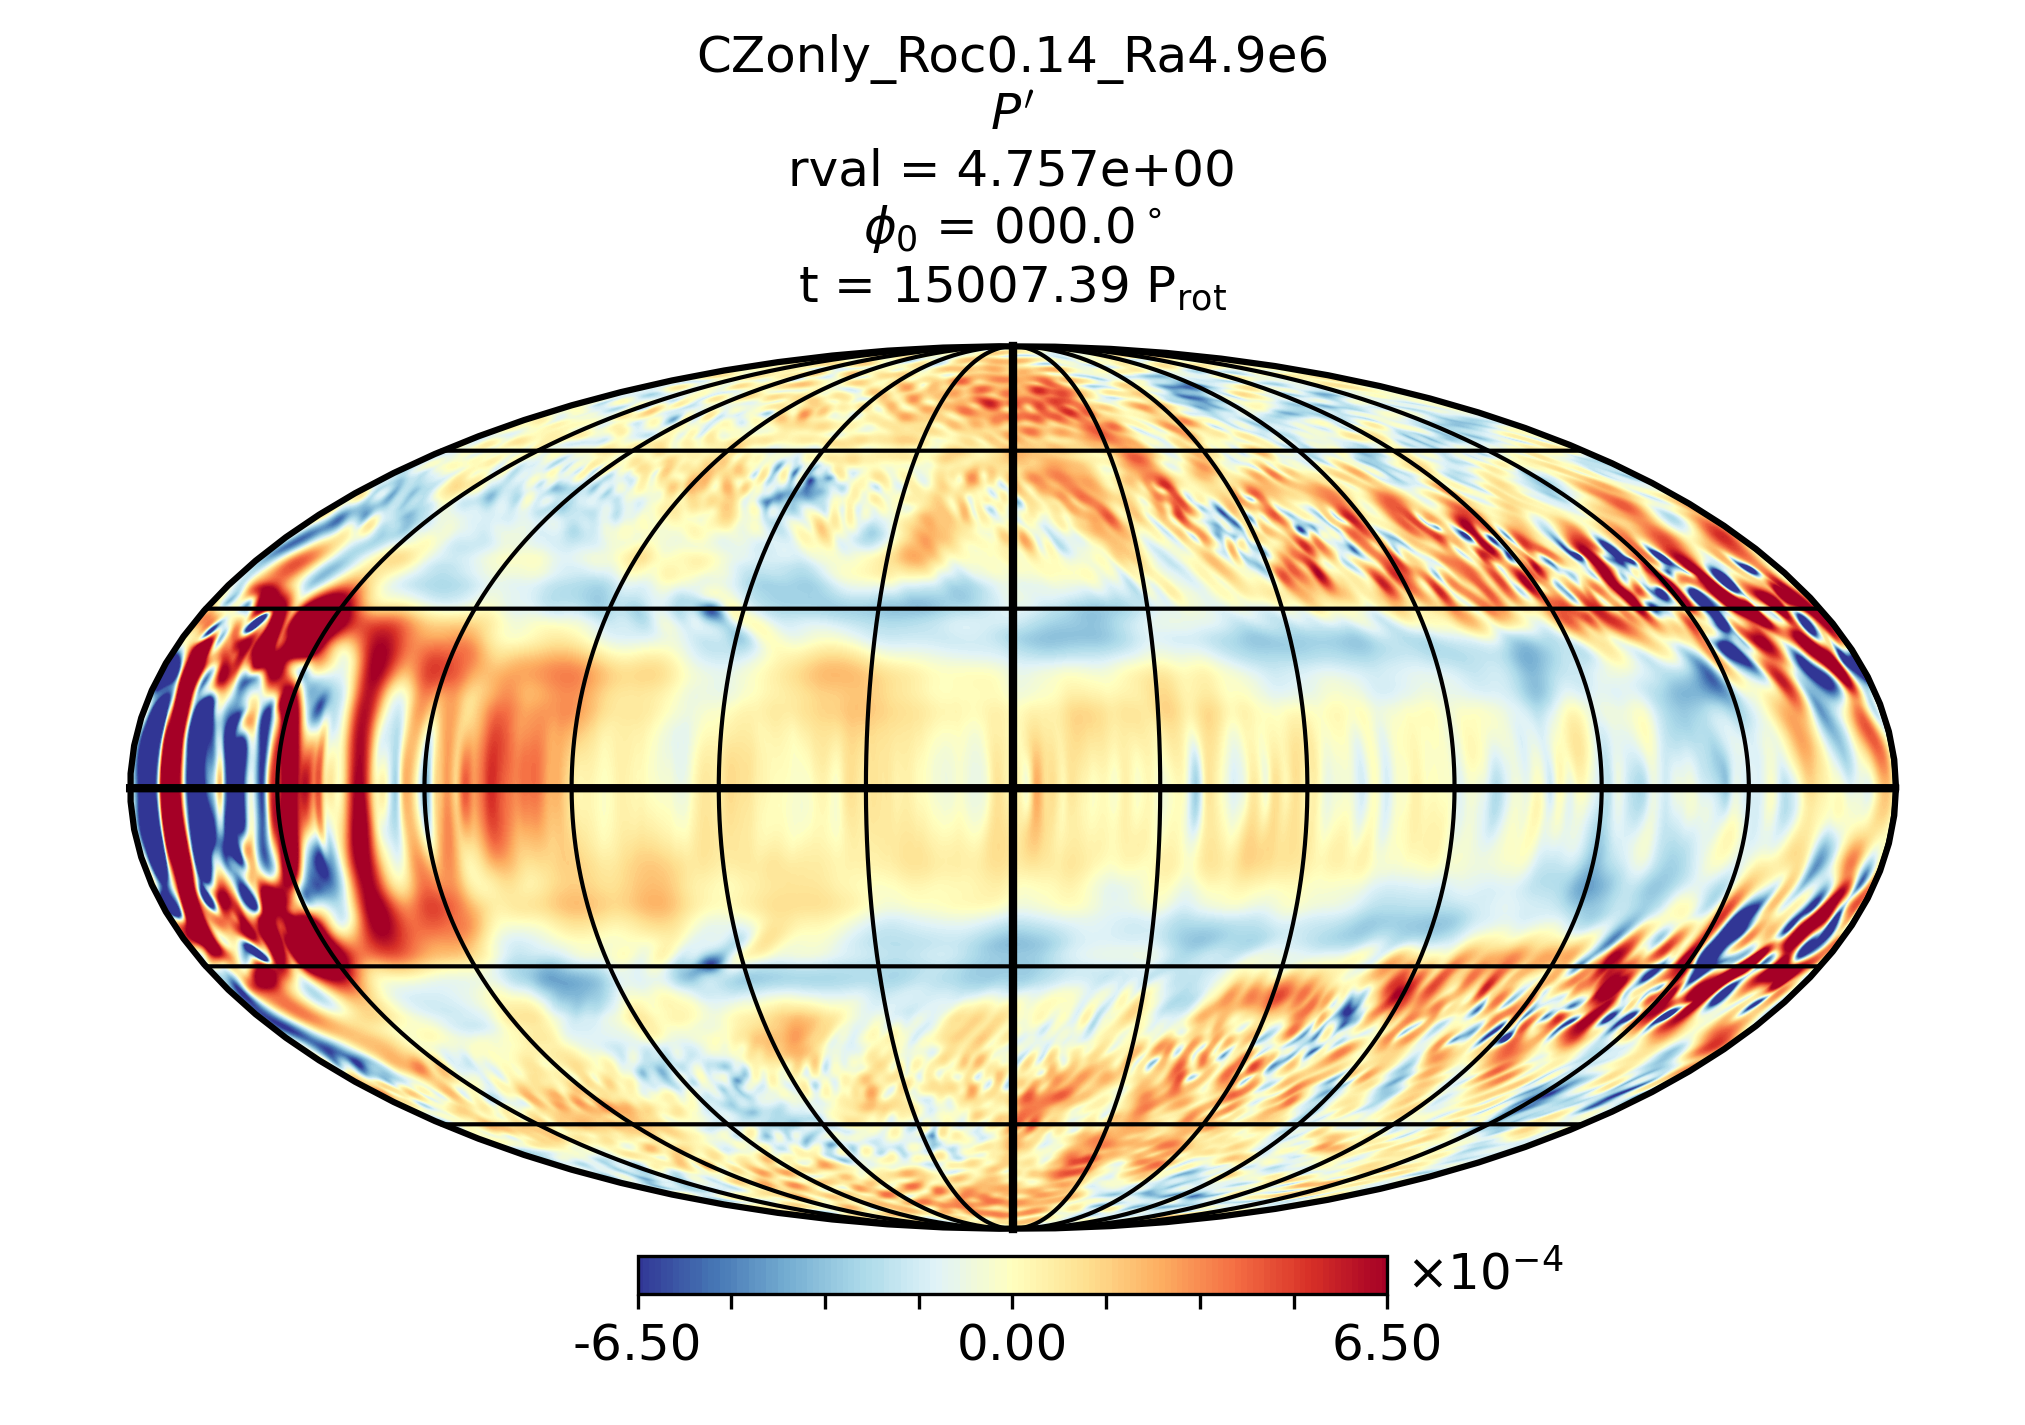 CZonly_Roc0.14_Ra4.9e6
P′
rval = 4.757e+00
ϕ₀ = 000.0°
t = 15007.39 P_rot
×10⁻⁴
-6.50 0.00 6.50